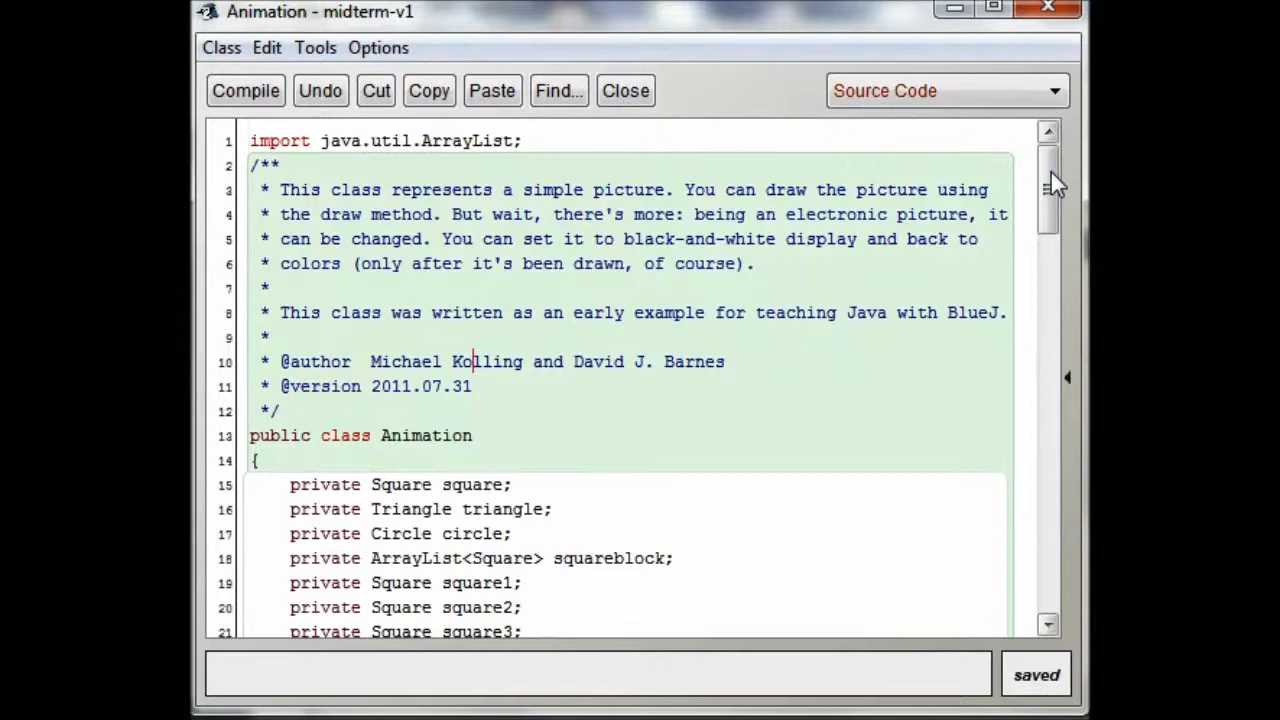 Animation - midterm-v1
Class Edit Tools Options
Compile Undo Cut Copy Paste Find... Close Source Code
1 import java.util.ArrayList;
2 /**
3 * This class represents a simple picture. You can draw the picture using
4 * the draw method. But wait, there's more: being an electronic picture, it
5 * can be changed. You can set it to black-and-white display and back to
6 * colors (only after it's been drawn, of course).
7 *
8 * This class was written as an early example for teaching Java with BlueJ.
9 *
10 * @author Michael Kolling and David J. Barnes
11 * @version 2011.07.31
12 */
13 public class Animation
14 {
15 private Square square;
16 private Triangle triangle;
17 private Circle circle;
18 private ArrayList<Square> squareblock;
19 private Square square1;
20 private Square square2;
21 private Square square3;
saved